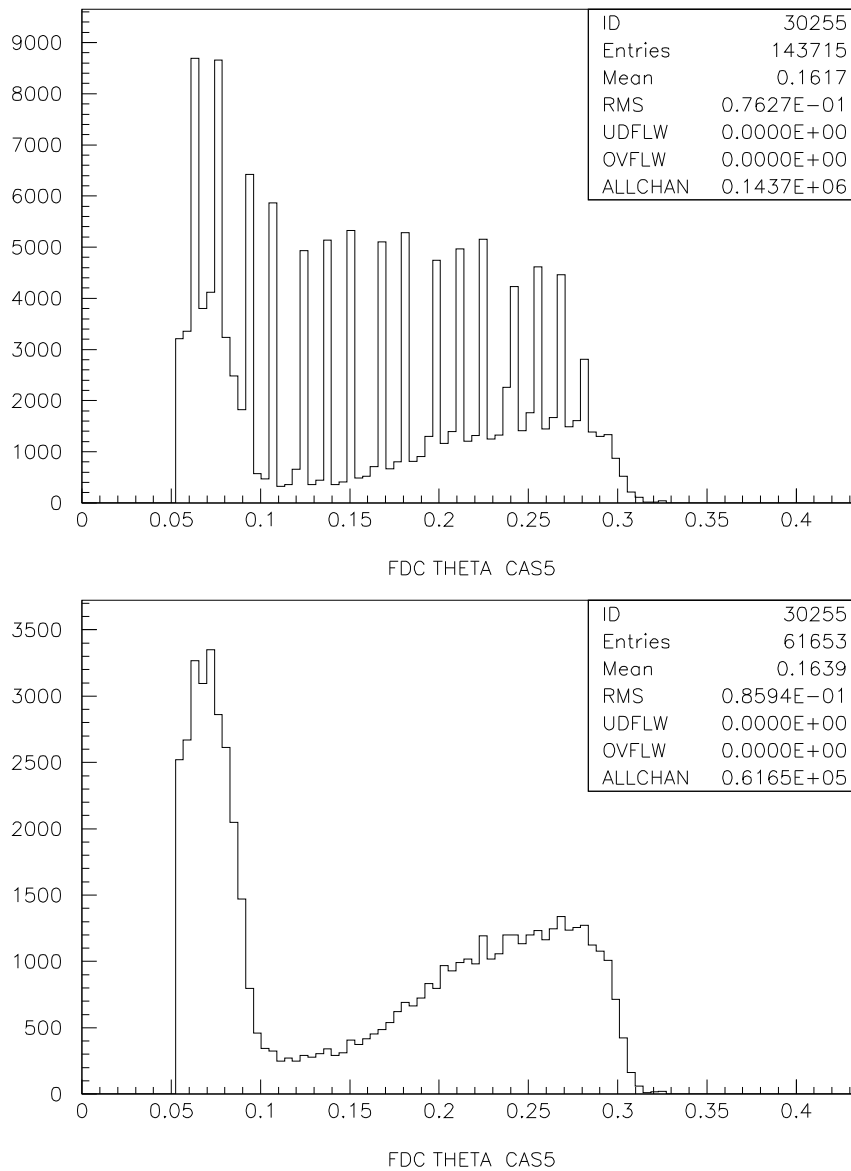 ID 30255
Entries 143715
Mean 0.1617
RMS 0.7627E-01
UDFLW 0.0000E+00
OVFLW 0.0000E+00
ALLCHAN 0.1437E+06
9000
8000
7000
6000
5000
4000
3000
2000
1000
0
0 0.05 0.1 0.15 0.2 0.25 0.3 0.35 0.4
FDC THETA CAS5
ID 30255
Entries 61653
Mean 0.1639
RMS 0.8594E-01
UDFLW 0.0000E+00
OVFLW 0.0000E+00
ALLCHAN 0.6165E+05
3500
3000
2500
2000
1500
1000
500
0
0 0.05 0.1 0.15 0.2 0.25 0.3 0.35 0.4
FDC THETA CAS5